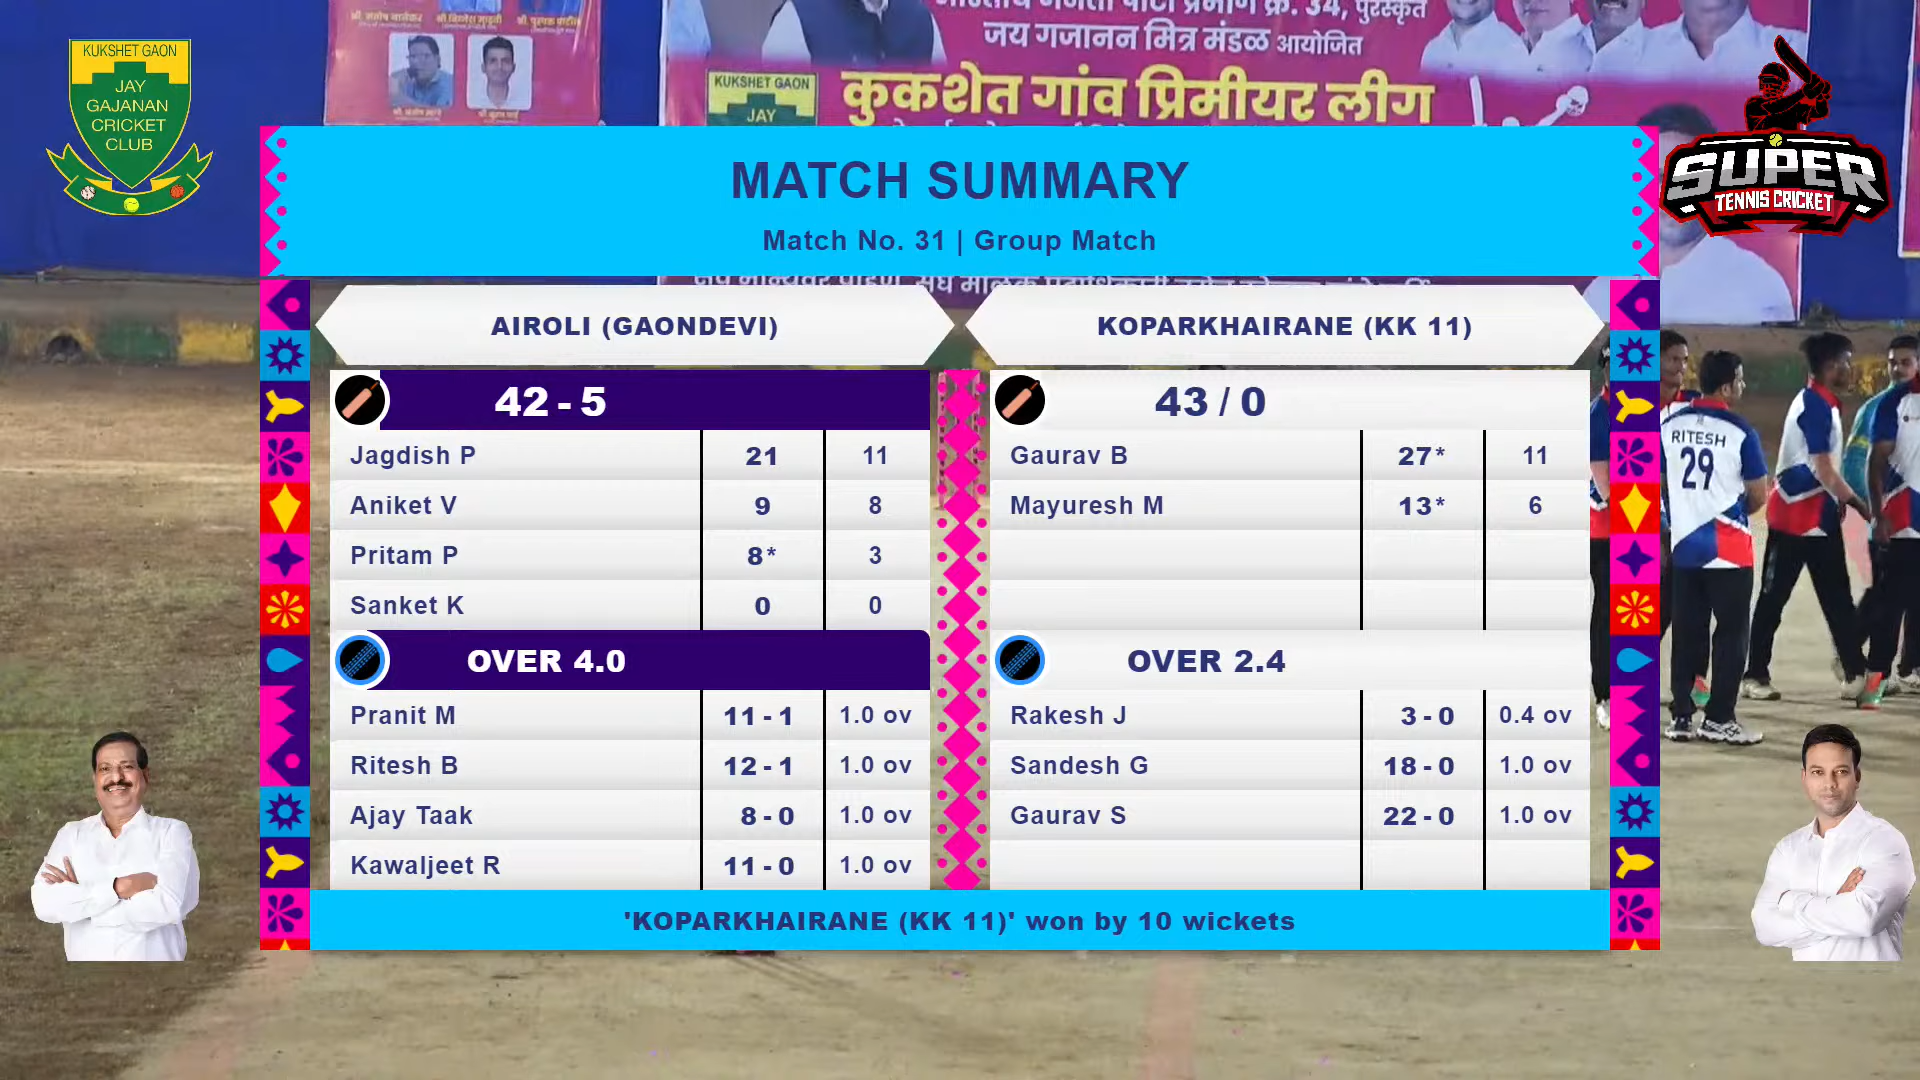 जय गजानन मित्र मंडळ आयोजित
KUKSHET GAON
JAY
कुकशेत गांव प्रिमीयर लीग
KUKSHET GAON
JAY
GAJANAN
CRICKET
CLUB
SUPER
TENNIS CRICKET
MATCH SUMMARY
Match No. 31 | Group Match
AIROLI (GAONDEVI)
42 - 5
Jagdish P 21 11
Aniket V 9 8
Pritam P 8* 3
Sanket K 0 0
OVER 4.0
Pranit M 11 - 1 1.0 ov
Ritesh B 12 - 1 1.0 ov
Ajay Taak 8 - 0 1.0 ov
Kawaljeet R 11 - 0 1.0 ov
KOPARKHAIRANE (KK 11)
43 / 0
Gaurav B 27* 11
Mayuresh M 13* 6
OVER 2.4
Rakesh J 3 - 0 0.4 ov
Sandesh G 18 - 0 1.0 ov
Gaurav S 22 - 0 1.0 ov
'KOPARKHAIRANE (KK 11)' won by 10 wickets
RITESH
29